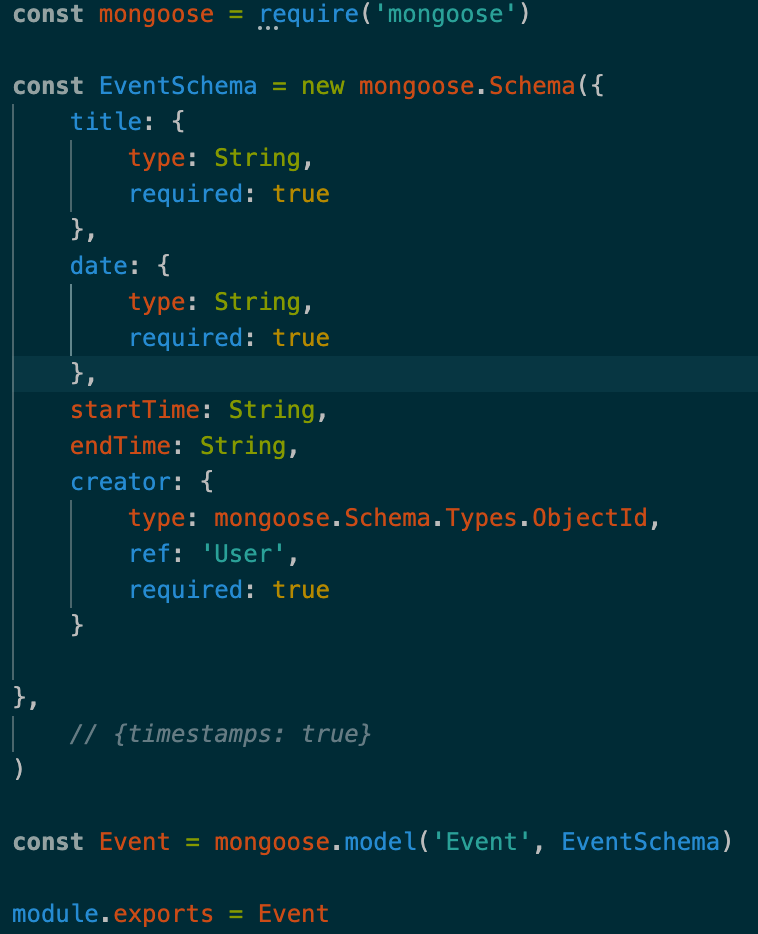 const mongoose = require('mongoose')
const EventSchema = new mongoose.Schema({
title: {
type: String,
required: true
},
date: {
type: String,
required: true
},
startTime: String,
endTime: String,
creator: {
type: mongoose.Schema.Types.ObjectId,
ref: 'User',
required: true
}
},
// {timestamps: true}
)
const Event = mongoose.model('Event', EventSchema)
module.exports = Event